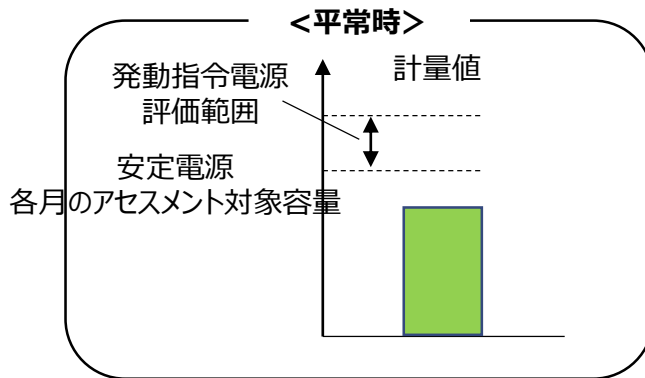 ＜平常時＞
計量値
発動指令電源
評価範囲
安定電源
各月のアセスメント対象容量